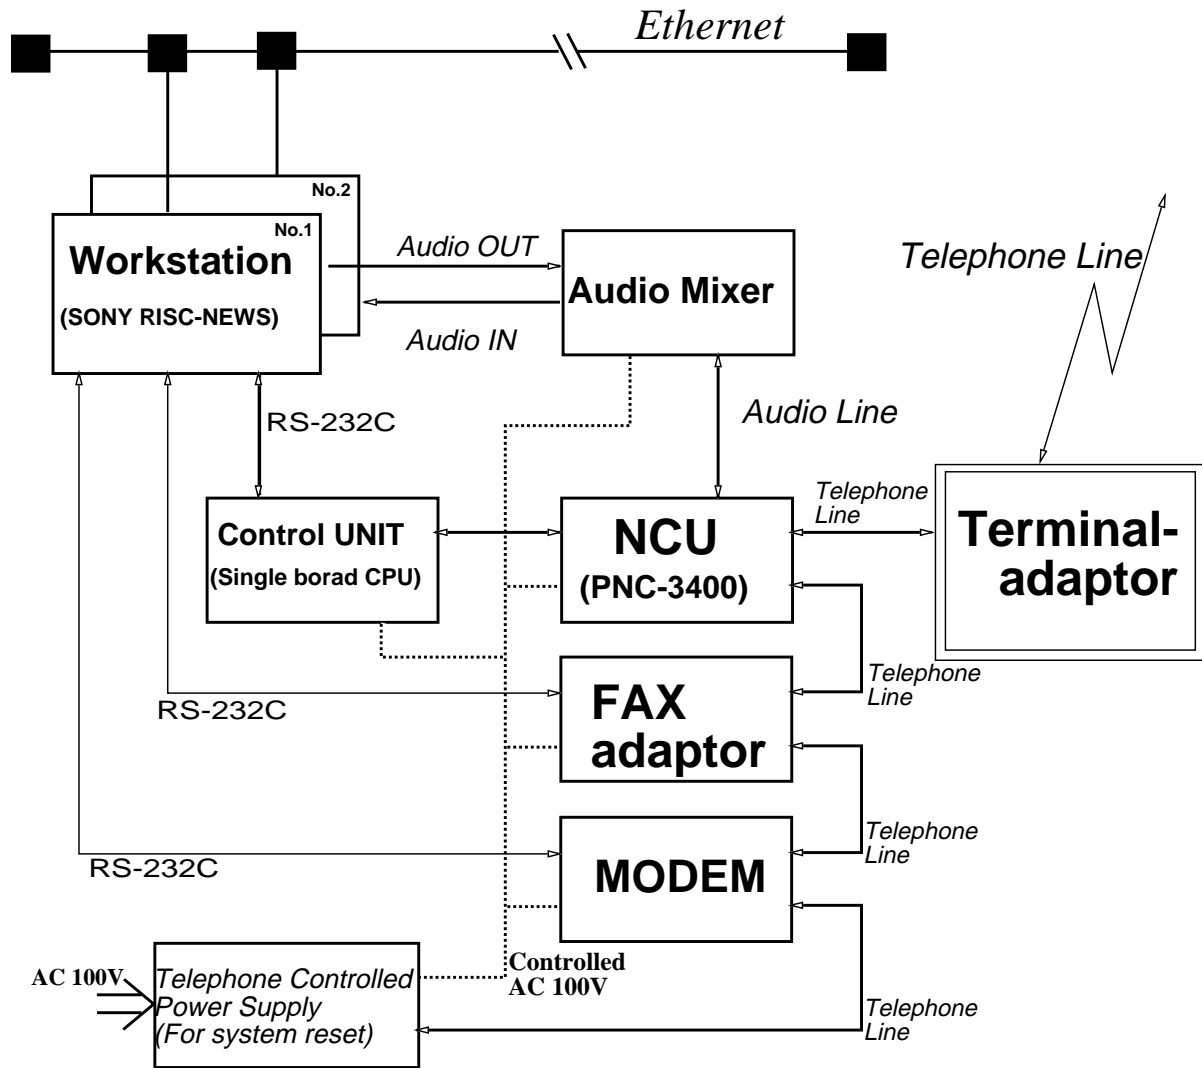 Ethernet
No.2
No.1
Workstation
(SONY RISC-NEWS)
Audio OUT
Audio IN
Audio Mixer
Telephone Line
RS-232C
Audio Line
Control UNIT
(Single borad CPU)
NCU
(PNC-3400)
Telephone
Line
Terminal-
adaptor
RS-232C
FAX
adaptor
Telephone
Line
RS-232C
MODEM
Telephone
Line
AC 100V
Telephone Controlled
Power Supply
(For system reset)
Controlled
AC 100V
Telephone
Line